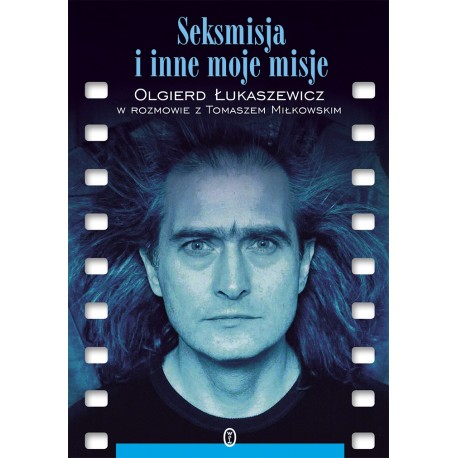 Seksmisja
i inne moje misje
Olgierd Łukaszewicz
w rozmowie z Tomaszem Miłkowskim